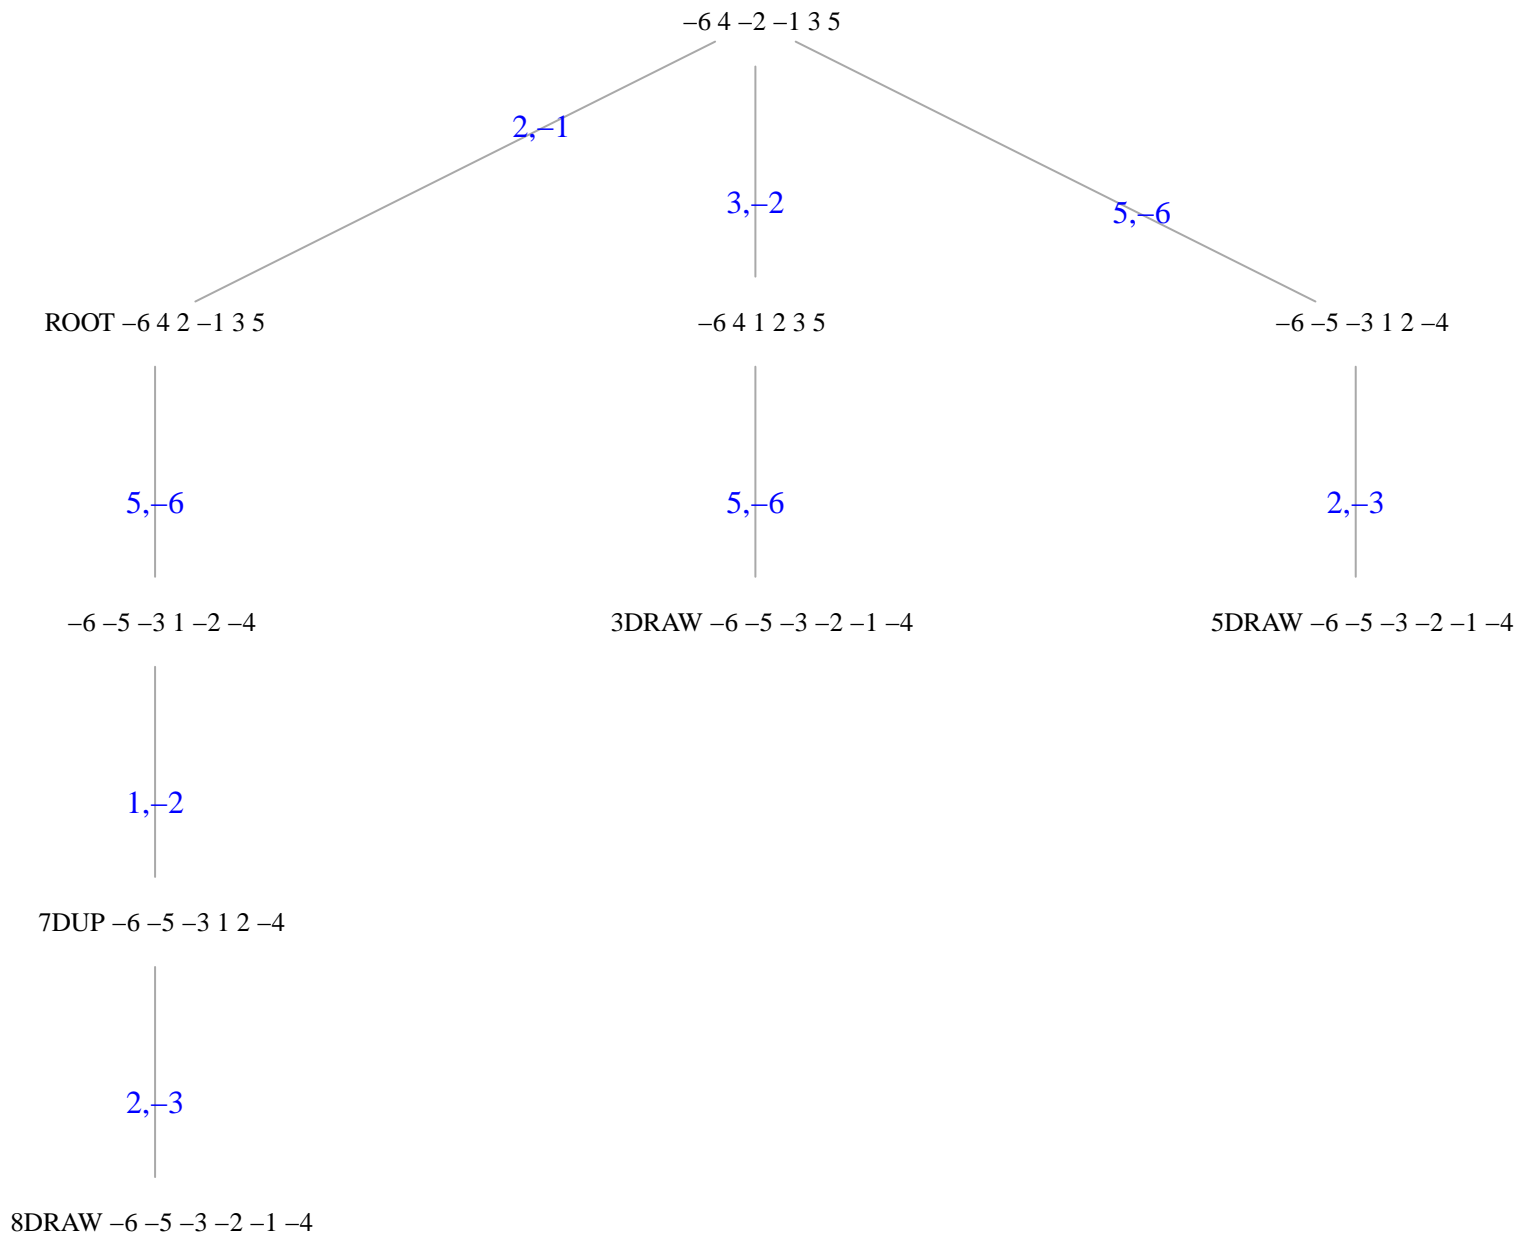 –6 4 –2 –1 3 5
2,–1
3,–2
5,–6
ROOT –6 4 2 –1 3 5
–6 4 1 2 3 5
–6 –5 –3 1 2 –4
5,–6
5,–6
2,–3
–6 –5 –3 1 –2 –4
3DRAW –6 –5 –3 –2 –1 –4
5DRAW –6 –5 –3 –2 –1 –4
1,–2
7DUP –6 –5 –3 1 2 –4
2,–3
8DRAW –6 –5 –3 –2 –1 –4